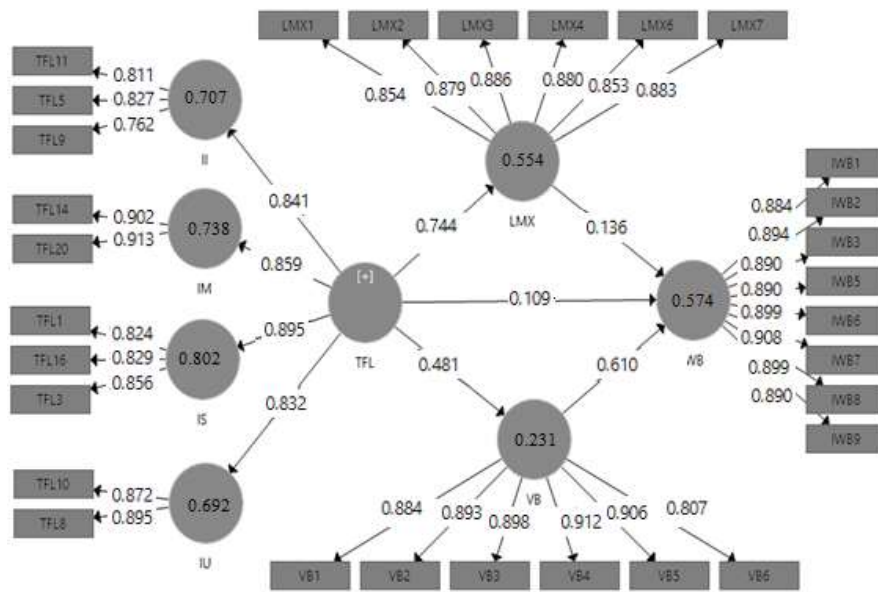 LMX1 LMX2 LMX3 LMX4 LMX6 LMX7
0.854 0.879 0.886 0.880 0.853 0.883
TFL11
TFL5
TFL9
0.811
0.827
0.762
0.707
II
TFL14
TFL20
0.902
0.913
0.738
IM
TFL1
TFL16
TFL3
0.824
0.829
0.856
0.802
IS
TFL10
TFL8
0.872
0.895
0.692
IU
0.841
0.859
0.895
0.832
[+]
TFL
0.744
0.109
0.481
0.554
LMX
0.136
0.610
0.231
VB
0.574
WB
0.884
0.894
0.890
0.890
0.899
0.908
0.899
0.890
IWB1
IWB2
IWB3
IWB5
IWB6
IWB7
IWB8
IWB9
0.884 0.893 0.898 0.912 0.906 0.807
VB1 VB2 VB3 VB4 VB5 VB6